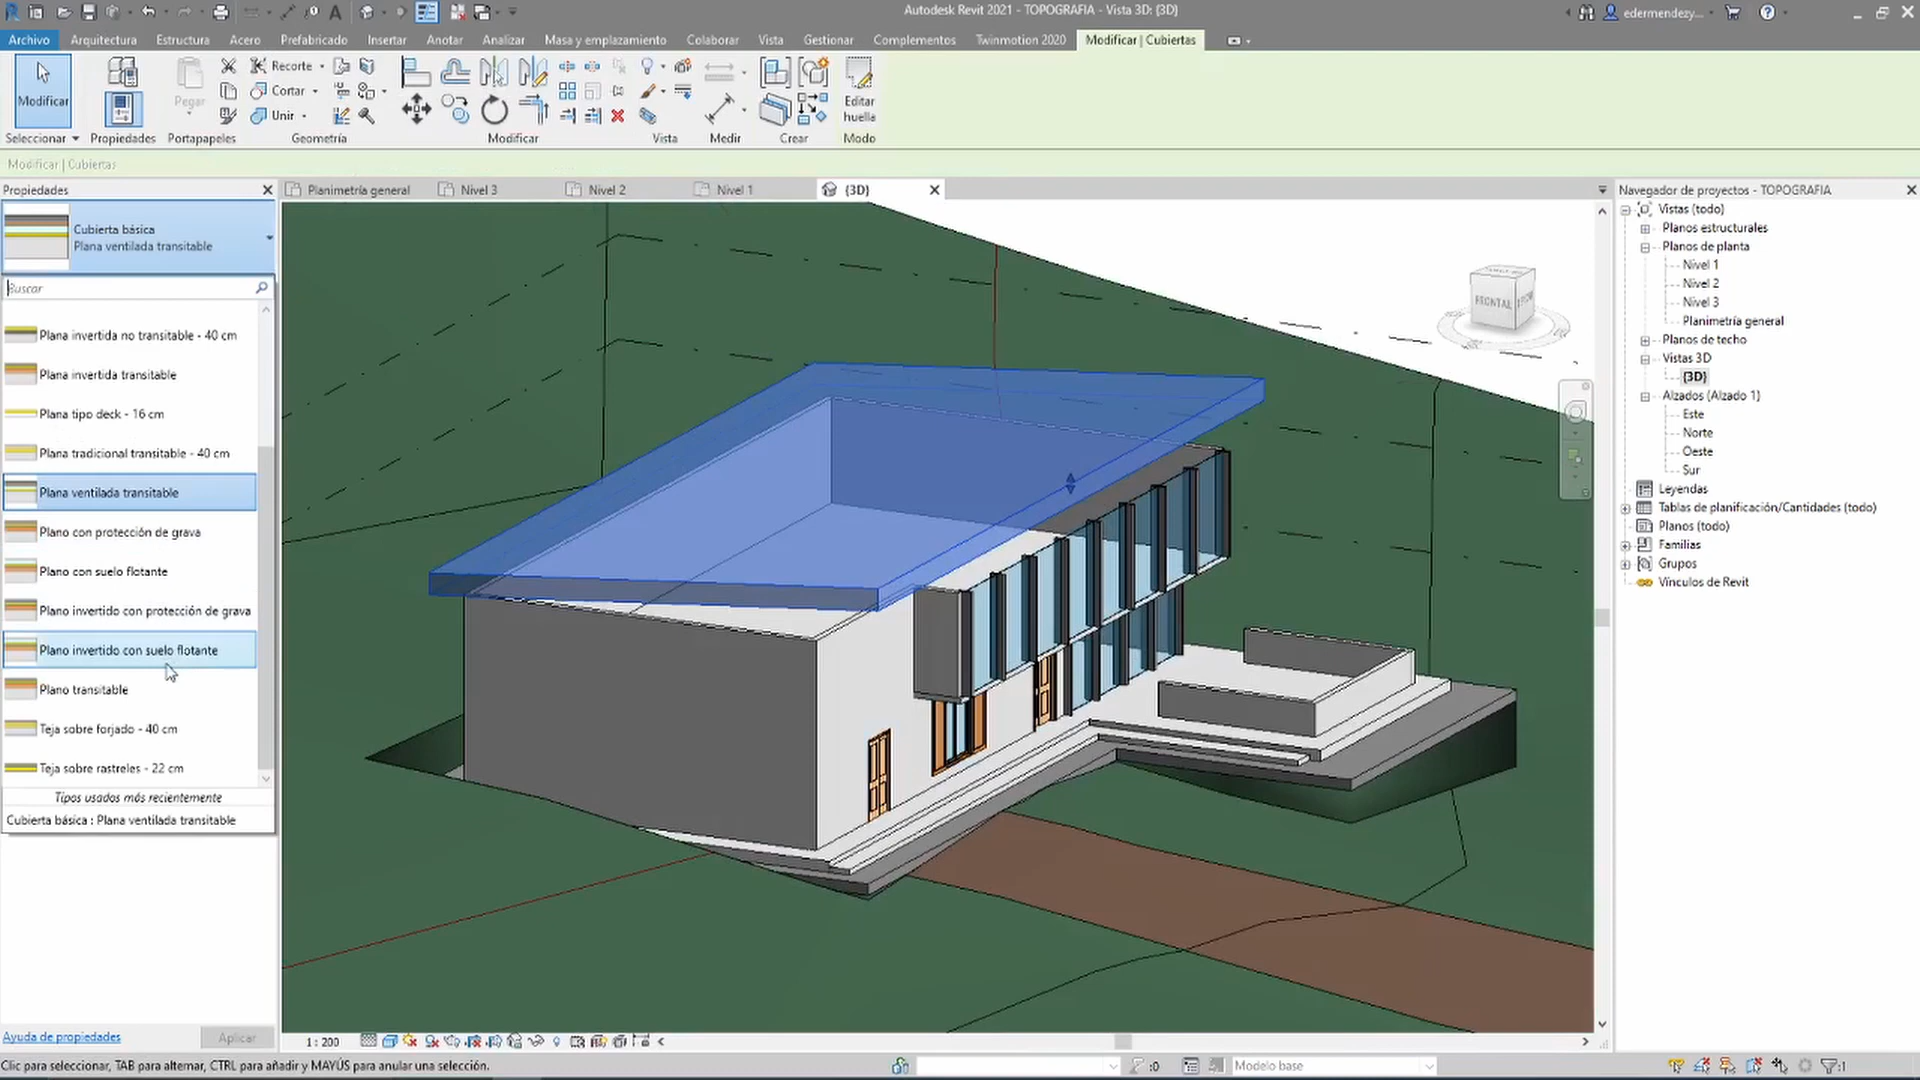 Autodesk Revit 2021 - TOPOGRAFIA - Vista 3D: {3D}
edermendezy...
Archivo Arquitectura Estructura Acero Prefabricado Insertar Anotar Analizar Masa y emplazamiento Colaborar Vista Gestionar Complementos Twinmotion 2020 Modificar | Cubiertas
Modificar
Pegar
Recorte
Cortar
Unir
Editar
huella
Seleccionar Propiedades Portapapeles Geometría Modificar Vista Medir Crear Modo
Modificar | Cubiertas
Propiedades
Planimetría general Nivel 3 Nivel 2 Nivel 1 {3D}
Navegador de proyectos - TOPOGRAFIA
Cubierta básica
Plana ventilada transitable
Buscar
Plana invertida no transitable - 40 cm
Plana invertida transitable
Plana tipo deck - 16 cm
Plana tradicional transitable - 40 cm
Plana ventilada transitable
Plano con protección de grava
Plano con suelo flotante
Plano invertido con protección de grava
Plano invertido con suelo flotante
Plano transitable
Teja sobre forjado - 40 cm
Teja sobre rastreles - 22 cm
Tipos usados más recientemente
Cubierta básica : Plana ventilada transitable
FRONTAL
Vistas (todo)
Planos estructurales
Planos de planta
Nivel 1
Nivel 2
Nivel 3
Planimetría general
Planos de techo
Vistas 3D
{3D}
Alzados (Alzado 1)
Este
Norte
Oeste
Sur
Leyendas
Tablas de planificación/Cantidades (todo)
Planos (todo)
Familias
Grupos
Vínculos de Revit
Ayuda de propiedades
Aplicar
1 : 200
Clic para seleccionar, TAB para alternar, CTRL para añadir y MAYÚS para anular una selección.
:0
Modelo base
:1